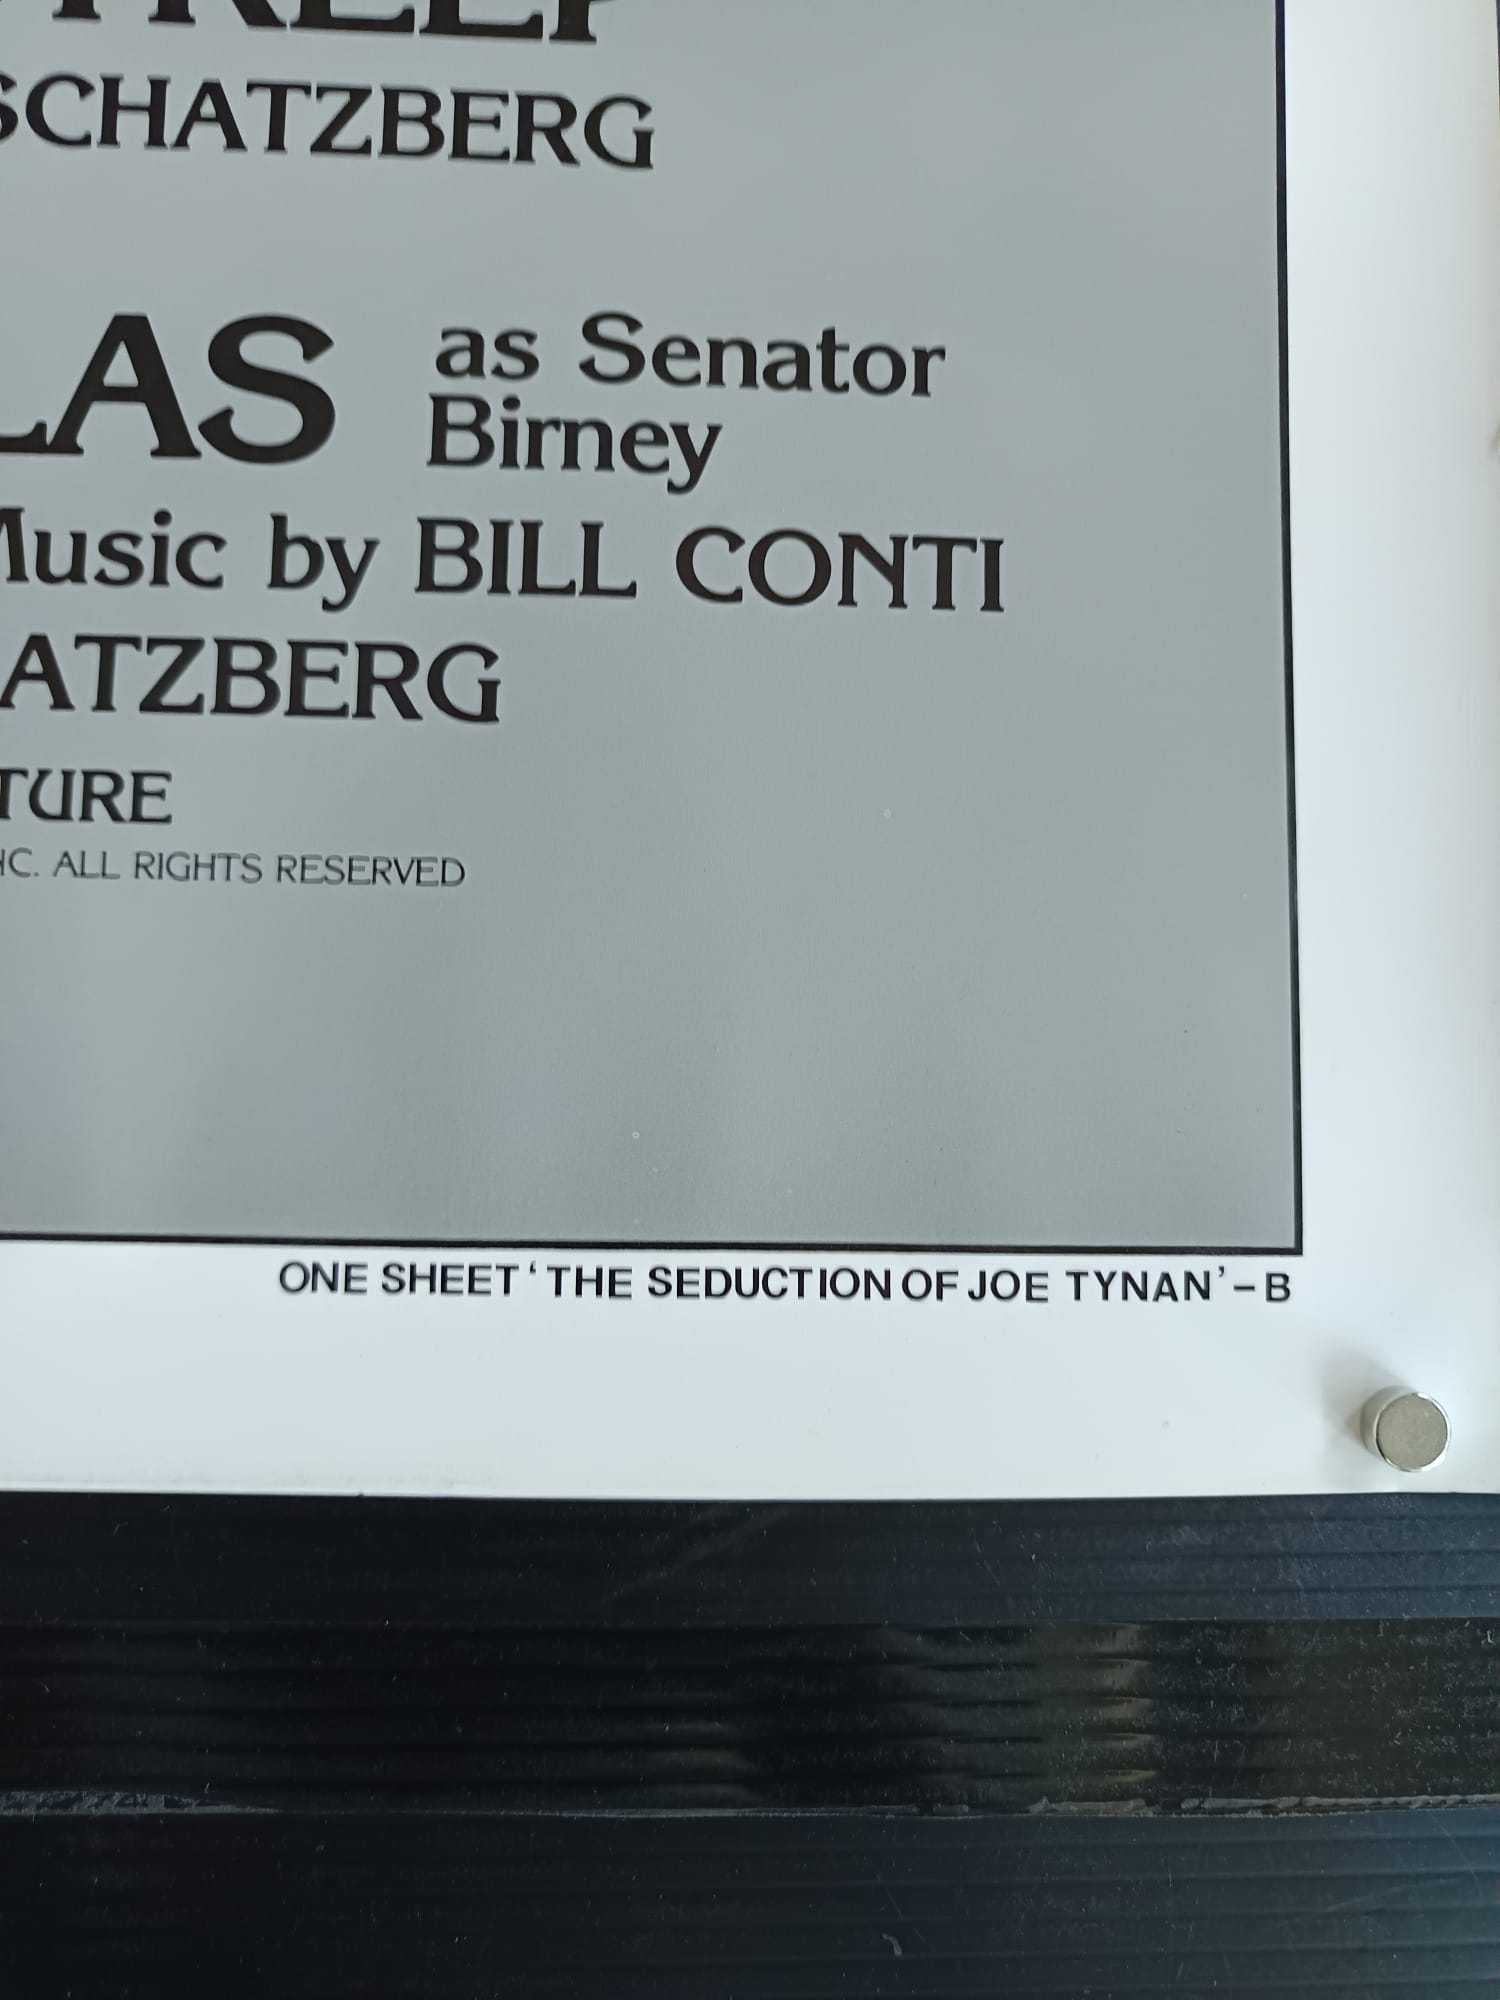 SCHATZBERG
LAS as Senator
Birney
Music by BILL CONTI
ATZBERG
TURE
NC. ALL RIGHTS RESERVED
ONE SHEET ‘THE SEDUCTION OF JOE TYNAN’ – B